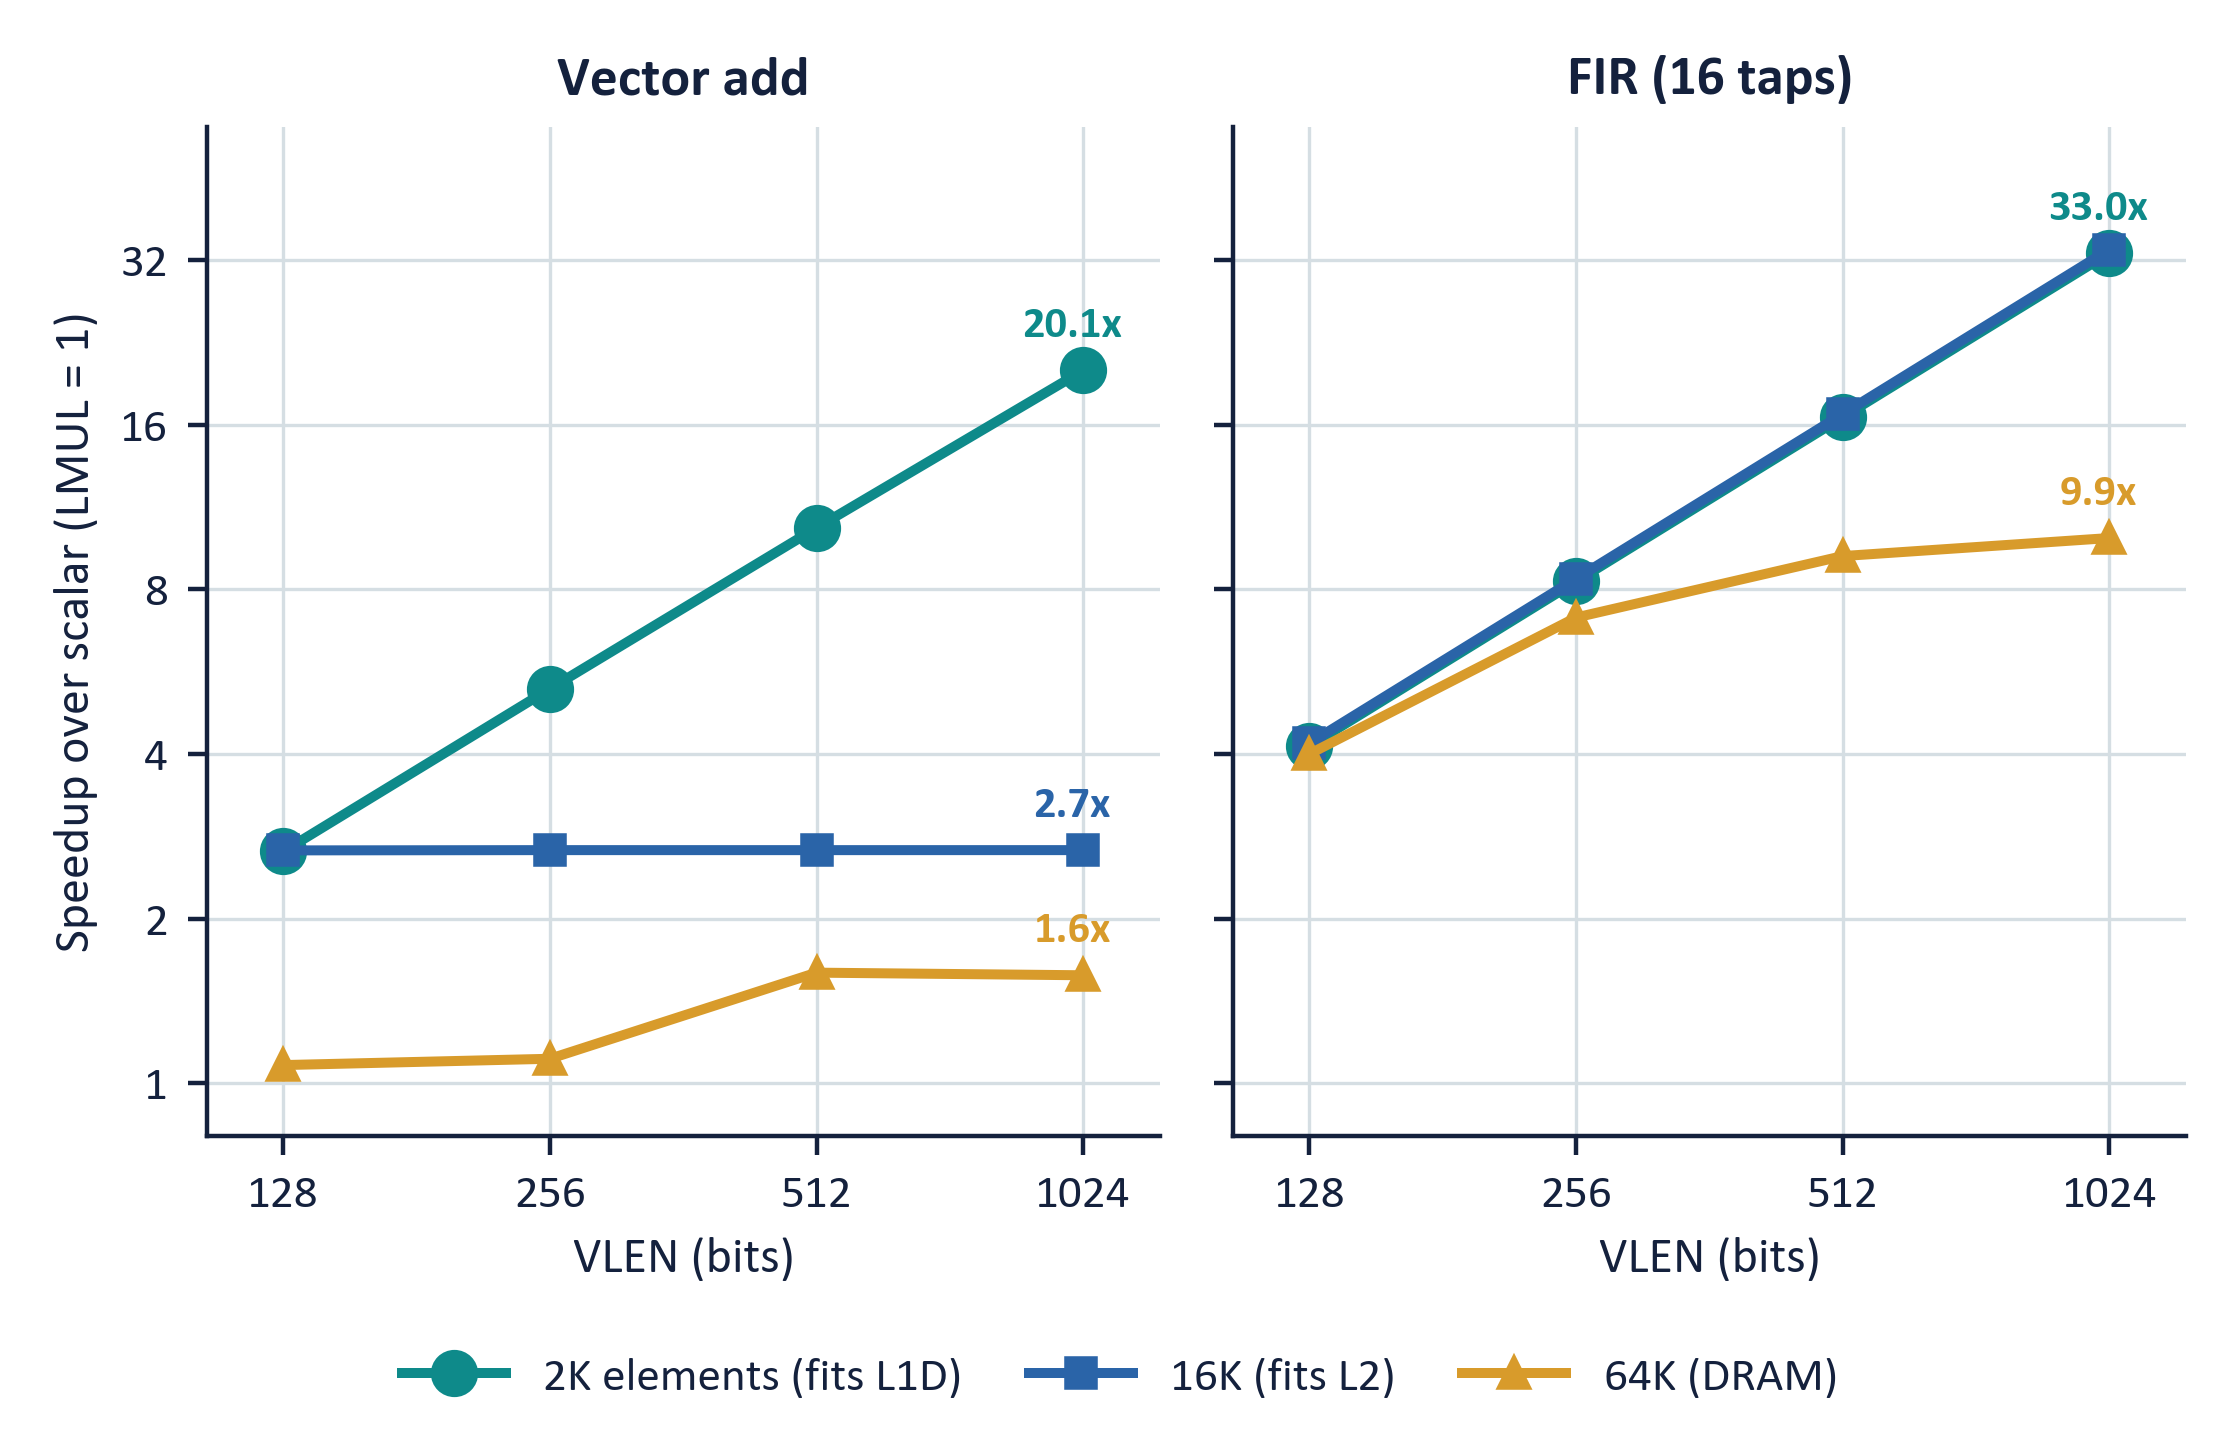 Vector add
FIR (16 taps)
Speedup over scalar (LMUL = 1)
32
16
8
4
2
1
20.1x
2.7x
1.6x
33.0x
9.9x
128 256 512 1024
128 256 512 1024
VLEN (bits)
VLEN (bits)
2K elements (fits L1D) 16K (fits L2) 64K (DRAM)